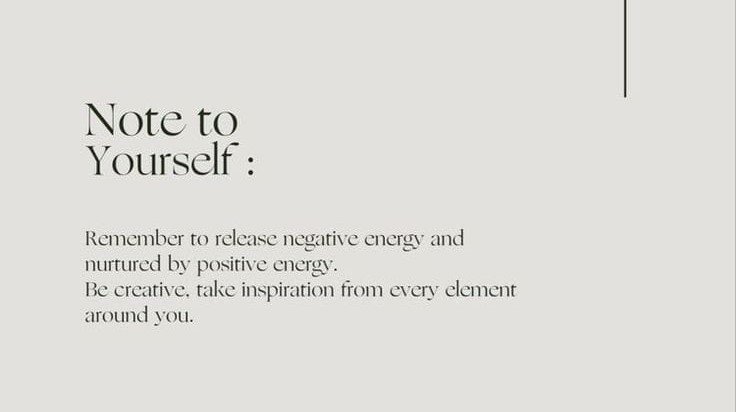 Note to
Yourself :
Remember to release negative energy and
nurtured by positive energy.
Be creative, take inspiration from every element
around you.